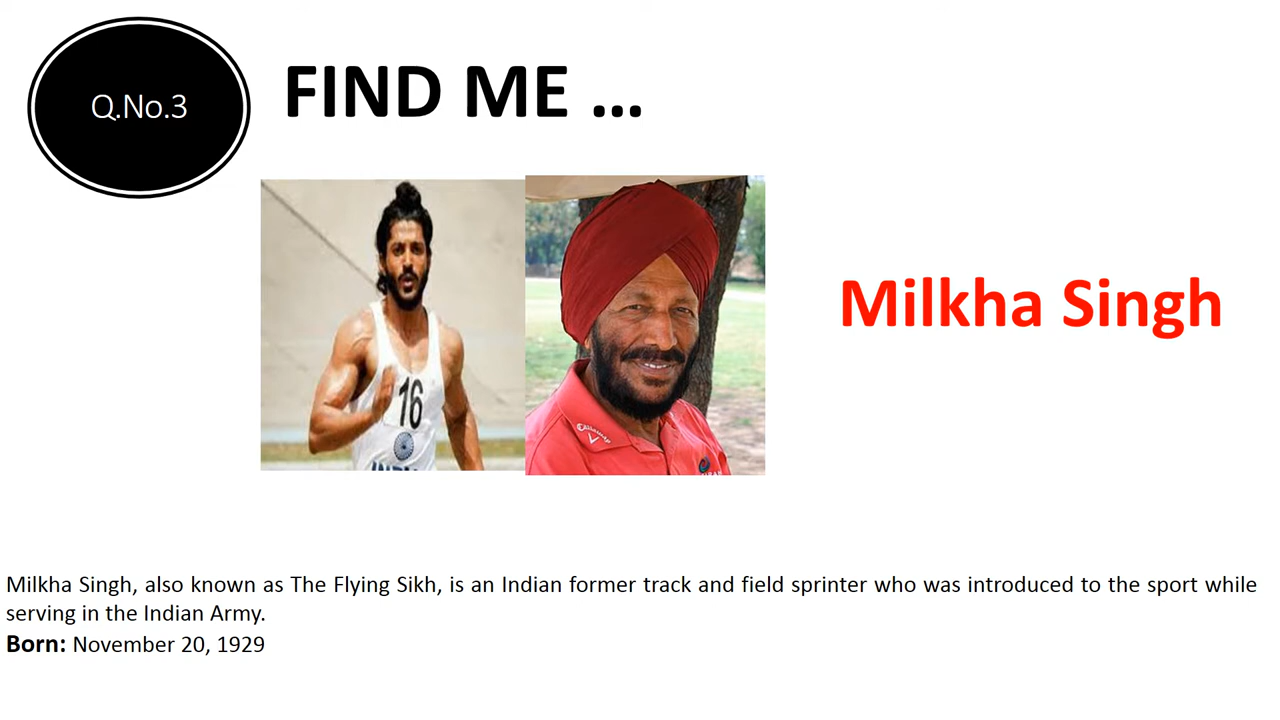 Q.No.3
FIND ME ...
16
Callaway
Milkha Singh
Milkha Singh, also known as The Flying Sikh, is an Indian former track and field sprinter who was introduced to the sport while
serving in the Indian Army.
Born: November 20, 1929